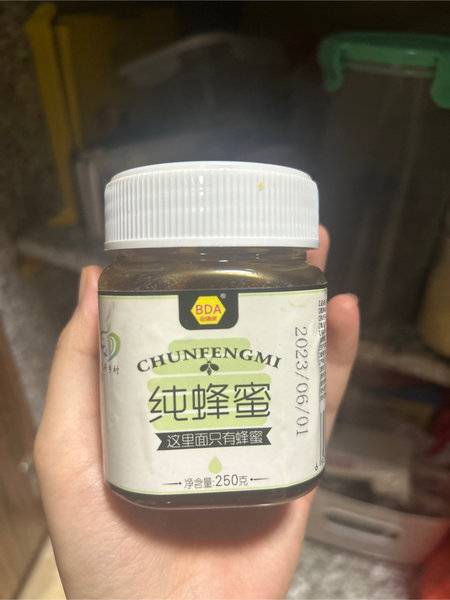 BDA
CHUNFENGMI
纯蜂蜜
这里面只有蜂蜜
净含量:250克
2023/06/01